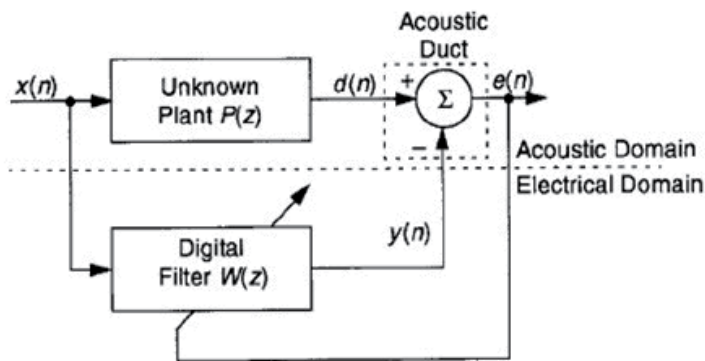 Acoustic
Duct
x(n)
Unknown
Plant P(z)
d(n)
+
Σ
e(n)
−
Acoustic Domain
Electrical Domain
Digital
Filter W(z)
y(n)